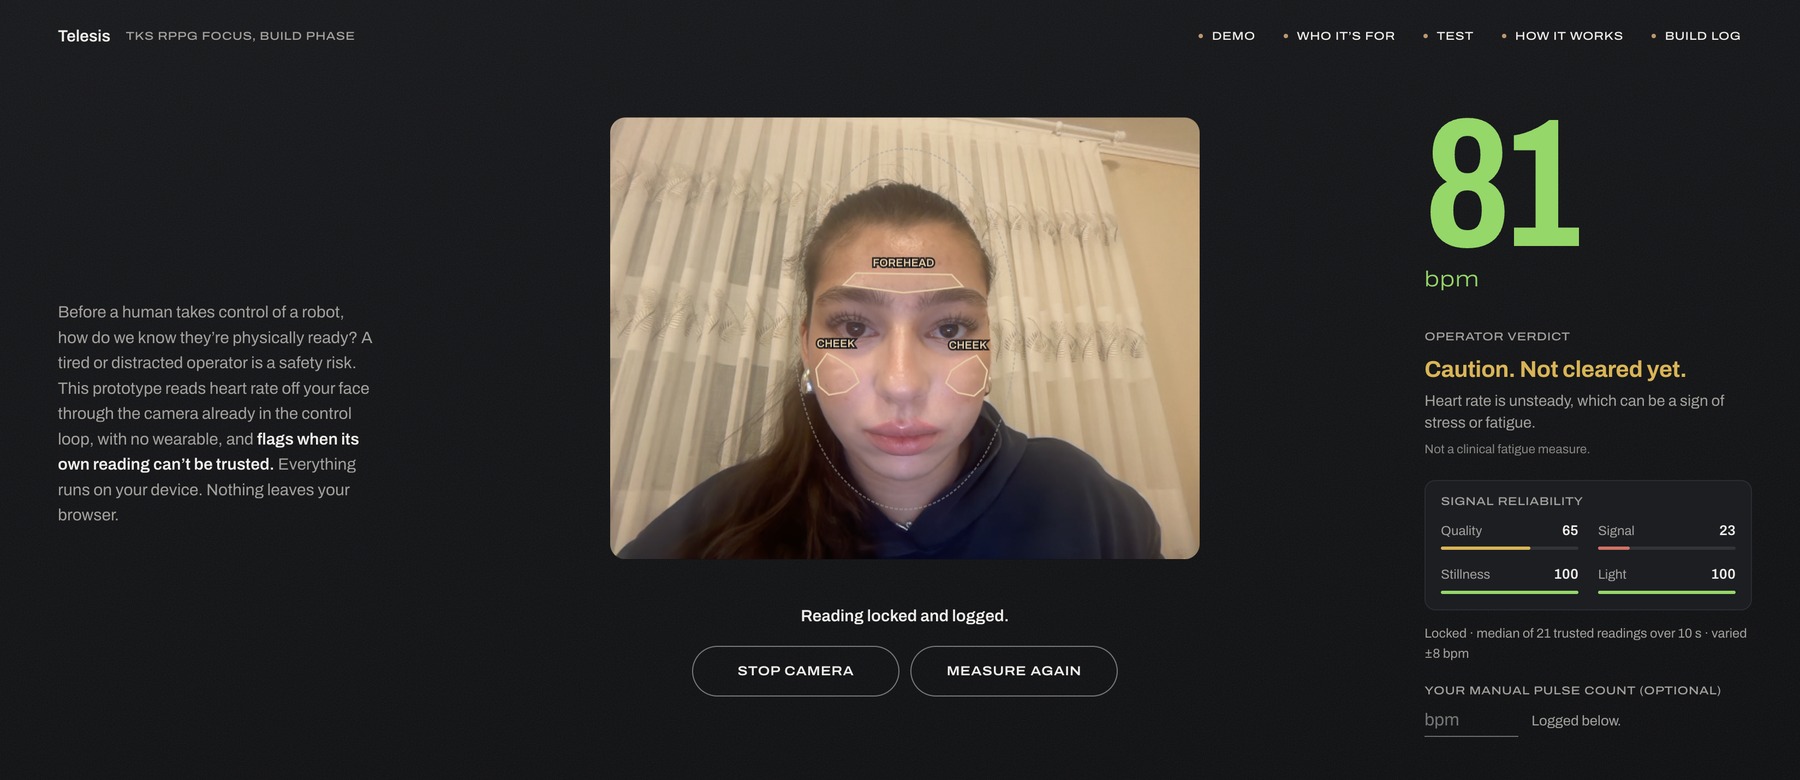 Telesis TKS RPPG FOCUS, BUILD PHASE
DEMO
WHO IT'S FOR
TEST
HOW IT WORKS
BUILD LOG
Before a human takes control of a robot,
how do we know they’re physically ready? A
tired or distracted operator is a safety risk.
This prototype reads heart rate off your face
through the camera already in the control
loop, with no wearable, and flags when its
own reading can’t be trusted. Everything
runs on your device. Nothing leaves your
browser.
FOREHEAD
CHEEK
CHEEK
Reading locked and logged.
STOP CAMERA
MEASURE AGAIN
81
bpm
OPERATOR VERDICT
Caution. Not cleared yet.
Heart rate is unsteady, which can be a sign of
stress or fatigue.
Not a clinical fatigue measure.
SIGNAL RELIABILITY
Quality 65
Signal 23
Stillness 100
Light 100
Locked · median of 21 trusted readings over 10 s · varied
±8 bpm
YOUR MANUAL PULSE COUNT (OPTIONAL)
bpm
Logged below.